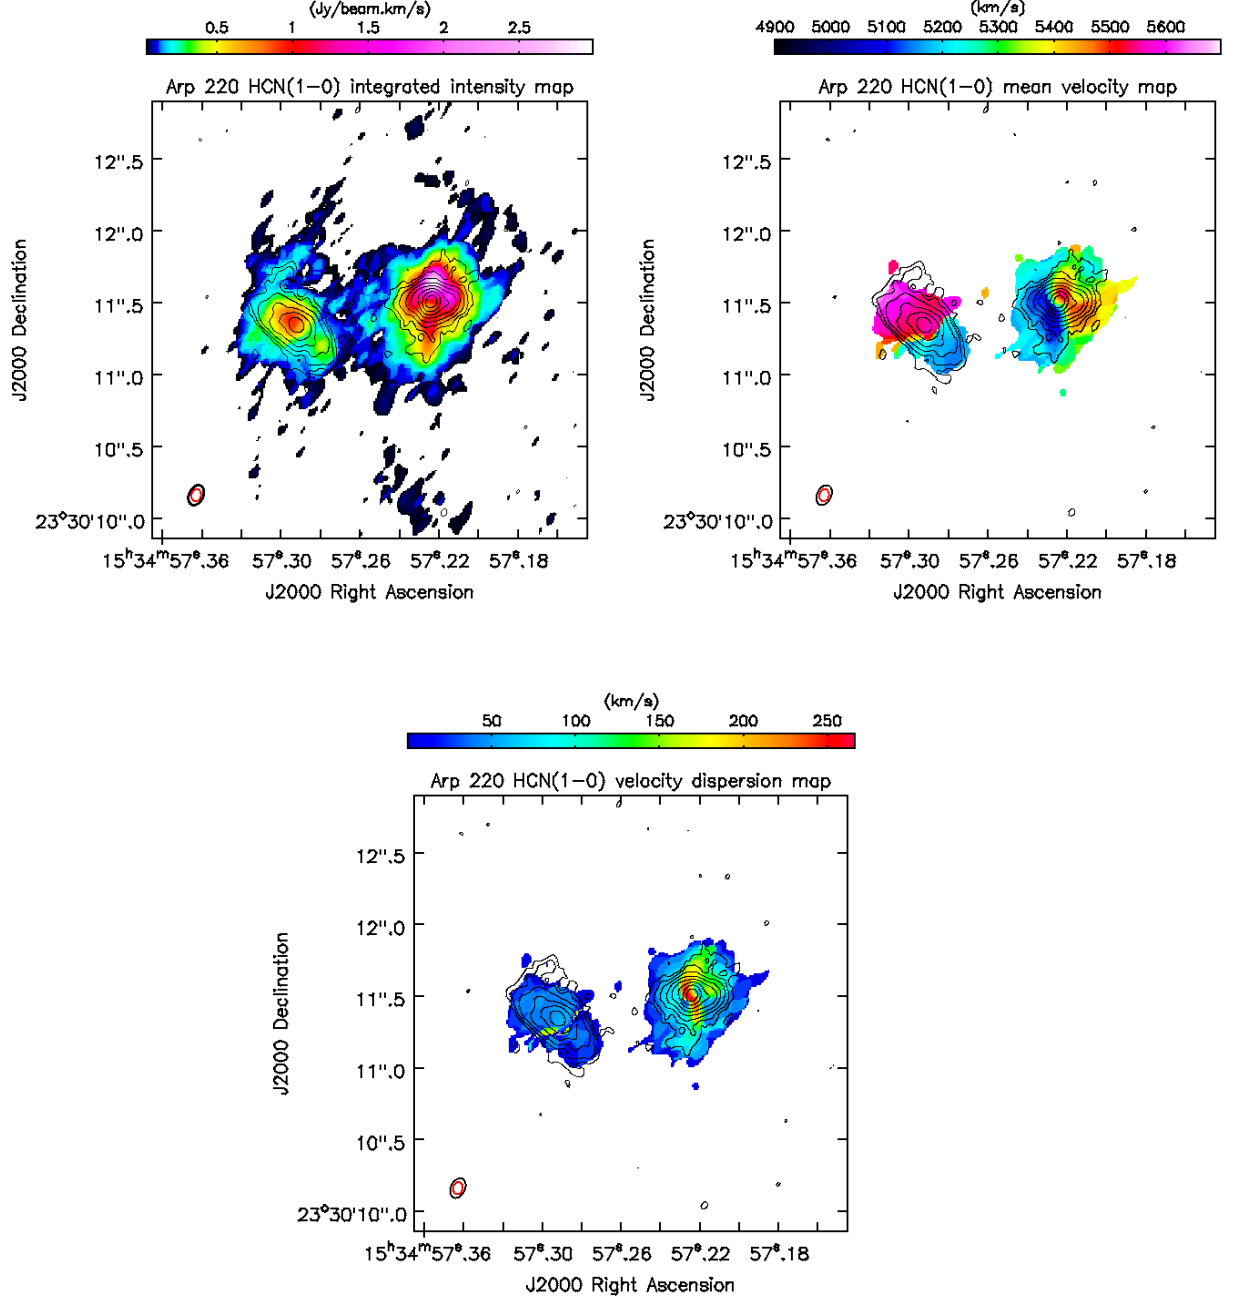 (Jy/beam.km/s)
0.5 1 1.5 2 2.5
Arp 220 HCN(1-0) integrated intensity map
12".5
12".0
11".5
11".0
10".5
23°30'10".0
J2000 Declination
15h34m57s.36 57s.30 57s.26 57s.22 57s.18
J2000 Right Ascension
(km/s)
4900 5000 5100 5200 5300 5400 5500 5600
Arp 220 HCN(1-0) mean velocity map
12".5
12".0
11".5
11".0
10".5
23°30'10".0
J2000 Declination
15h34m57s.36 57s.30 57s.26 57s.22 57s.18
J2000 Right Ascension
(km/s)
50 100 150 200 250
Arp 220 HCN(1-0) velocity dispersion map
12".5
12".0
11".5
11".0
10".5
23°30'10".0
J2000 Declination
15h34m57s.36 57s.30 57s.26 57s.22 57s.18
J2000 Right Ascension